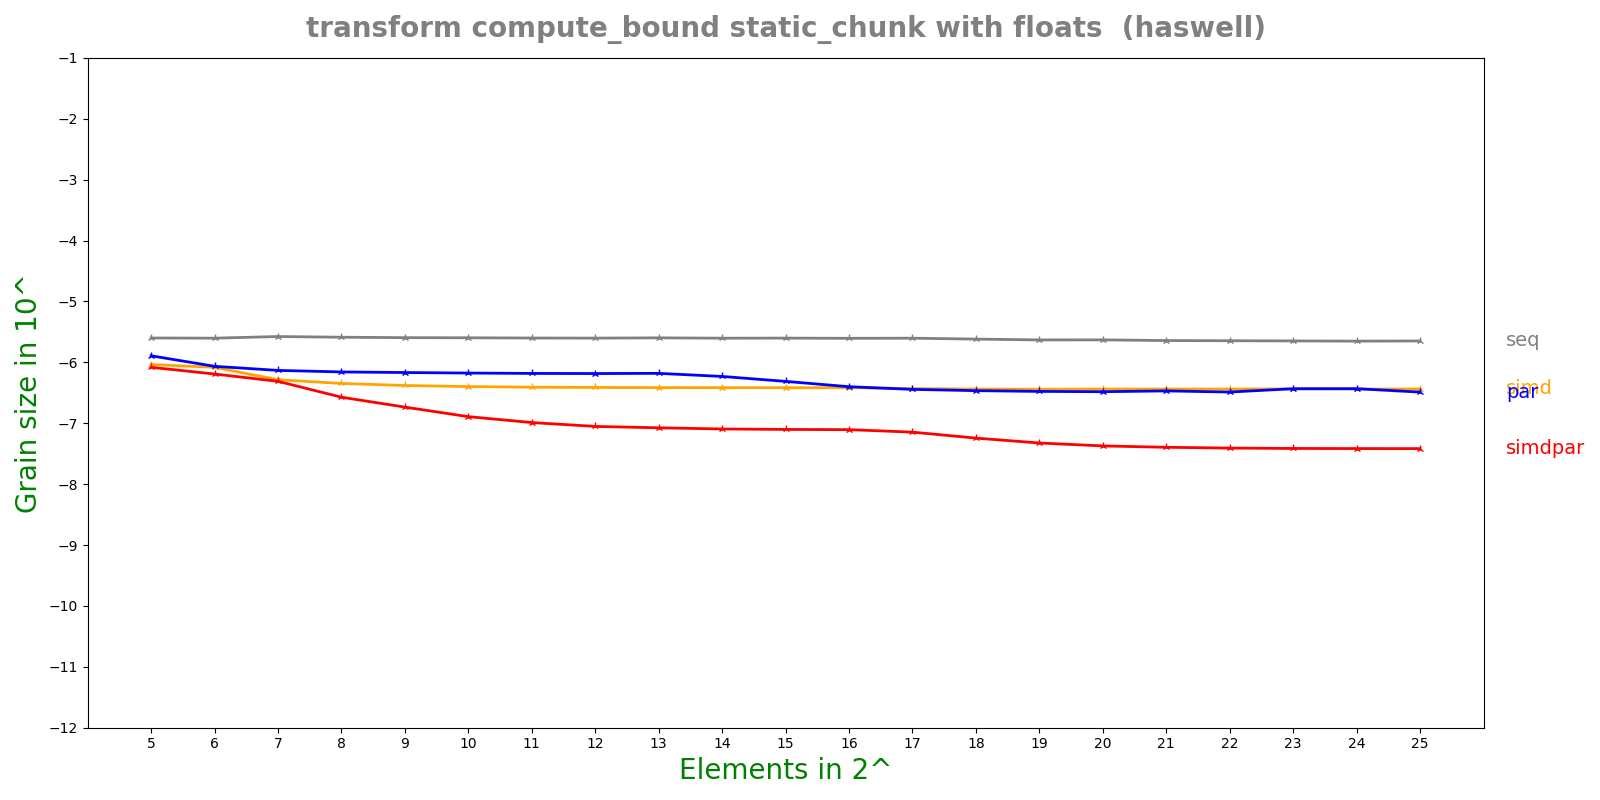 transform compute_bound static_chunk with floats  (haswell)
Grain size in 10^
−1
−2
−3
−4
−5
−6
−7
−8
−9
−10
−11
−12
seq
simd
par
simdpar
5 6 7 8 9 10 11 12 13 14 15 16 17 18 19 20 21 22 23 24 25
Elements in 2^